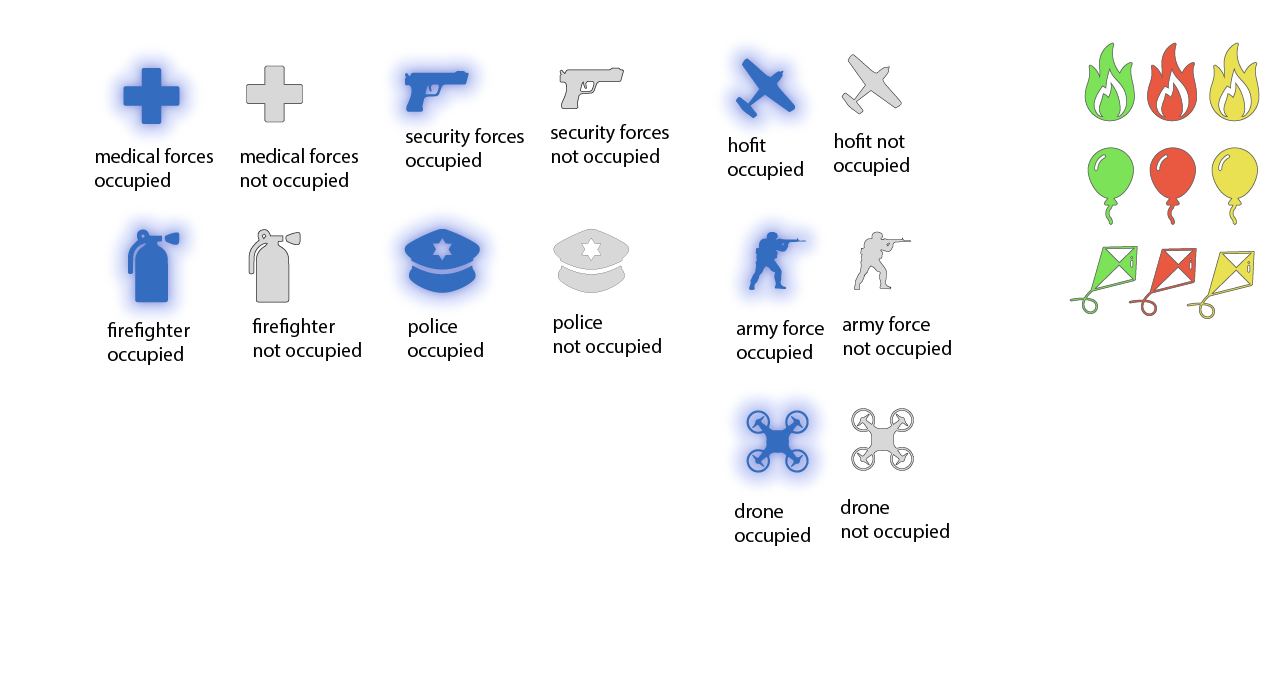 medical forces
occupied
medical forces
not occupied
security forces
occupied
security forces
not occupied
hofit
occupied
hofit not
occupied
firefighter
occupied
firefighter
not occupied
police
occupied
police
not occupied
army force
occupied
army force
not occupied
drone
occupied
drone
not occupied